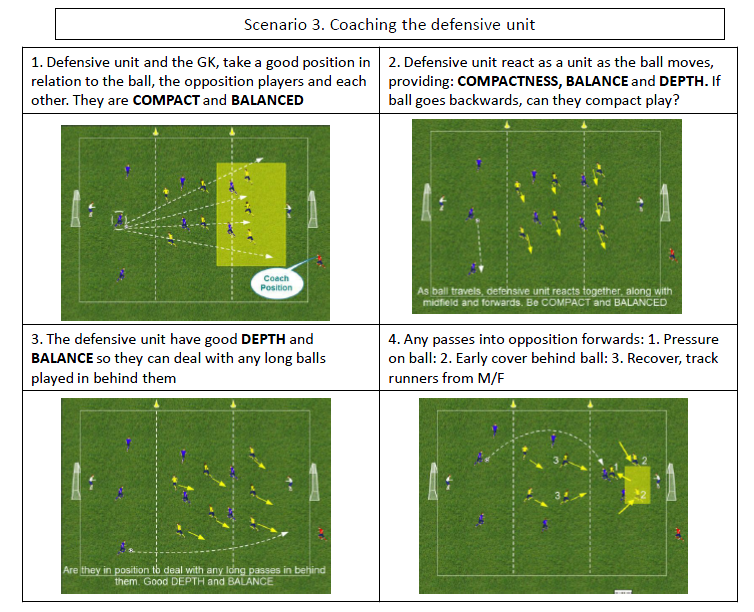 Scenario 3. Coaching the defensive unit
1. Defensive unit and the GK, take a good position in
relation to the ball, the opposition players and each
other. They are COMPACT and BALANCED
2. Defensive unit react as a unit as the ball moves,
providing: COMPACTNESS, BALANCE and DEPTH. If
ball goes backwards, can they compact play?
Coach
Position
As ball travels, defensive unit reacts together, along with
midfield and forwards. Be COMPACT and BALANCED
3. The defensive unit have good DEPTH and
BALANCE so they can deal with any long balls
played in behind them
4. Any passes into opposition forwards: 1. Pressure
on ball: 2. Early cover behind ball: 3. Recover, track
runners from M/F
Are they in position to deal with any long passes in behind
them. Good DEPTH and BALANCE
3
2
1
3
2